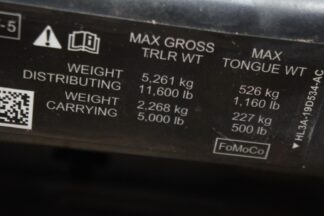 -5
MAX GROSS MAX
TRLR WT TONGUE WT
WEIGHT 5,261 kg 526 kg
DISTRIBUTING 11,600 lb 1,160 lb
WEIGHT 2,268 kg 227 kg
CARRYING 5,000 lb 500 lb
FoMoCo
HL3A-19D534-AC